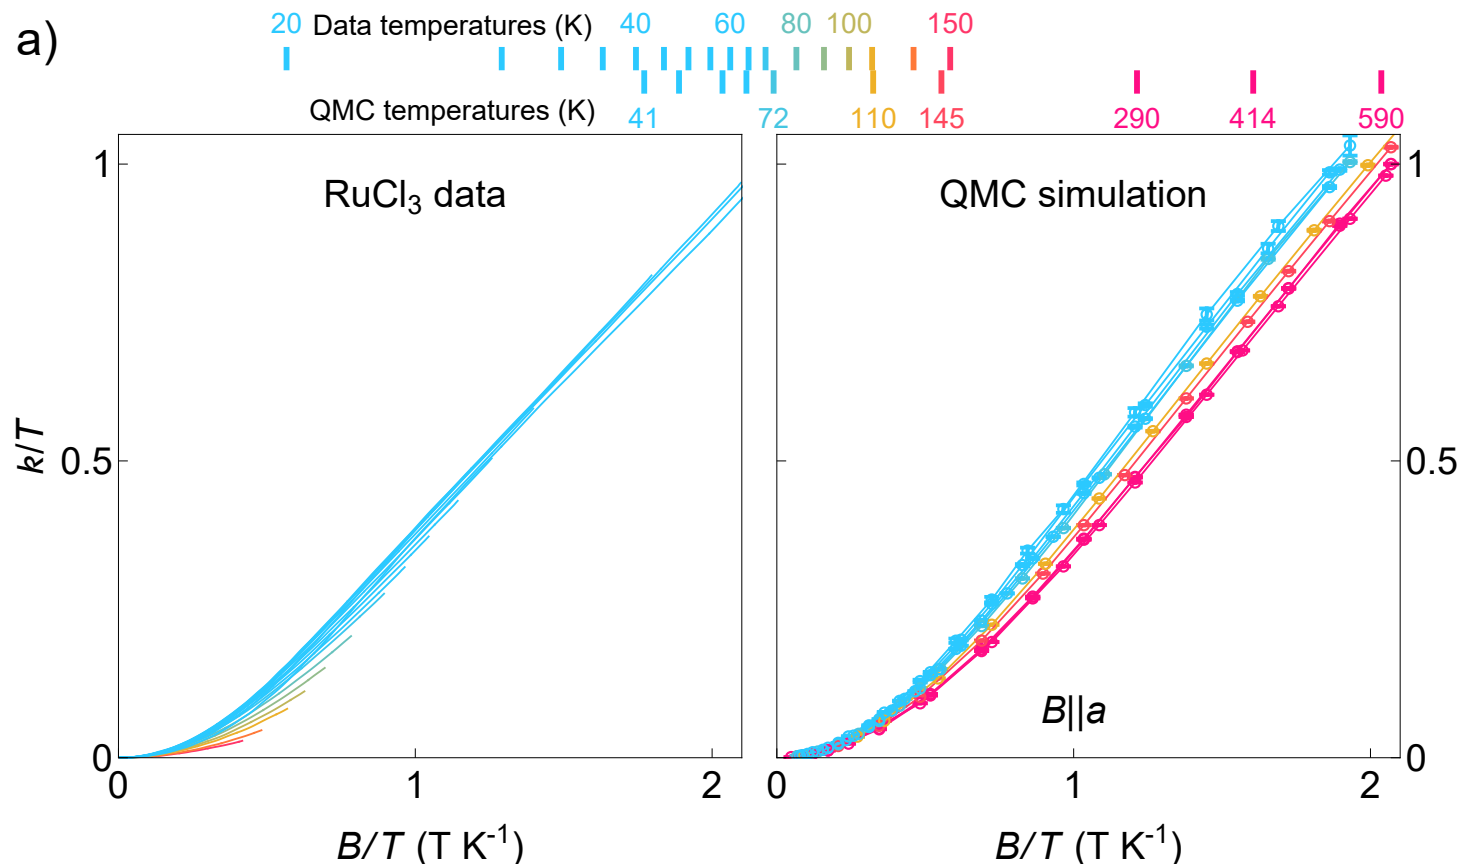 a)
20 Data temperatures (K) 40 60 80 100 150
QMC temperatures (K) 41 72 110 145 290 414 590
RuCl₃ data
QMC simulation
B||a
k/T
1
0.5
0
1
0.5
0
0 1 2
0 1 2
B/T (T K⁻¹)
B/T (T K⁻¹)